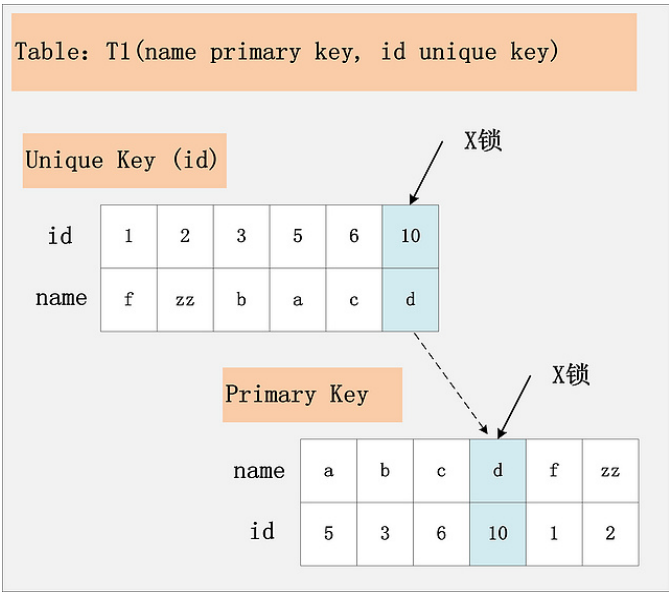 Table：T1(name primary key, id unique key)
X锁
Unique Key (id)
id 1 2 3 5 6 10
name f zz b a c d
X锁
Primary Key
name a b c d f zz
id 5 3 6 10 1 2